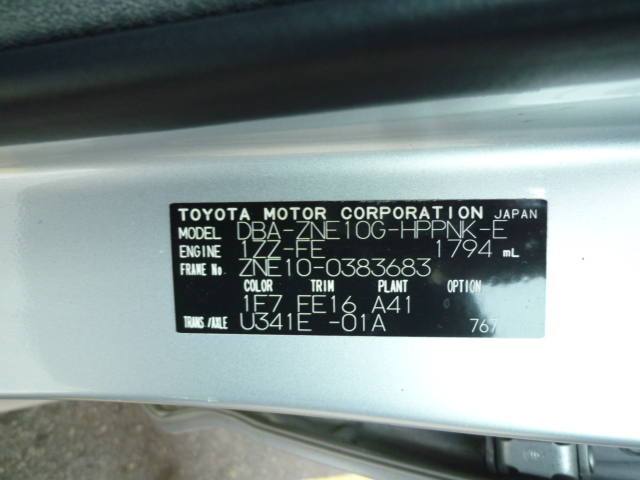 TOYOTA MOTOR CORPORATION JAPAN
MODEL DBA-ZNE10G-HPPNK-E
ENGINE 1ZZ-FE 1794 mL
FRAME No. ZNE10-0383683
COLOR TRIM PLANT OPTION
1F7 FE16 A41
TRANS./AXLE U341E -01A 767